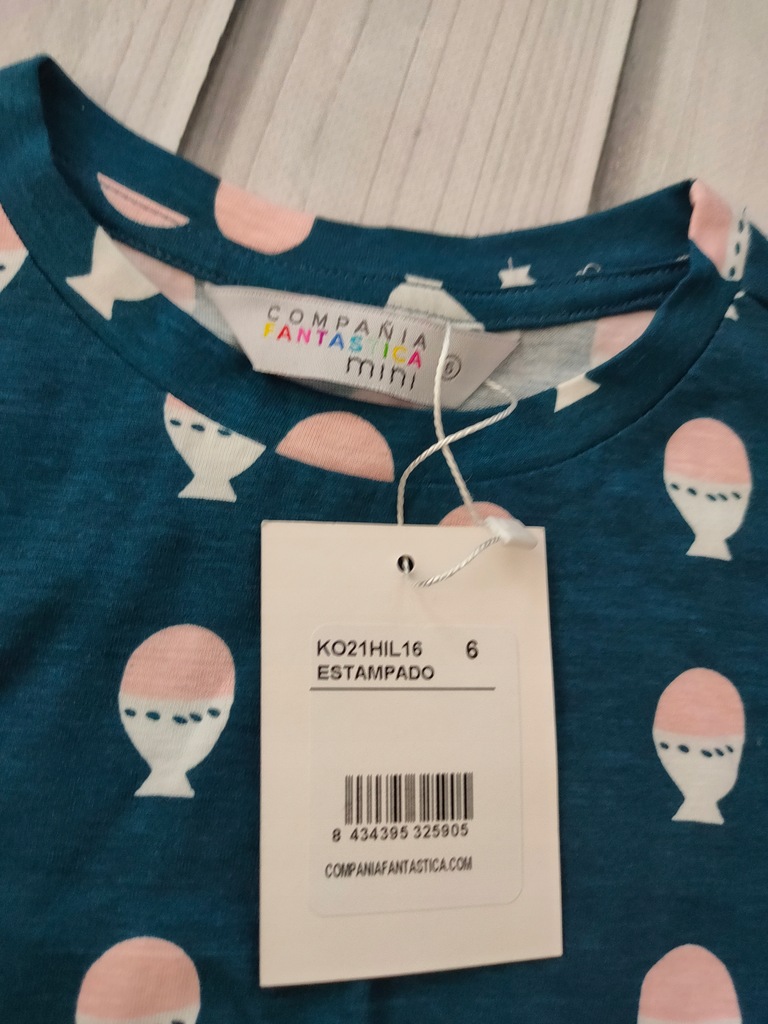 COMPAÑIA
FANTASTICA
mini
6
KO21HIL16 6
ESTAMPADO
8 434395 325905
COMPANIAFANTASTICA.COM